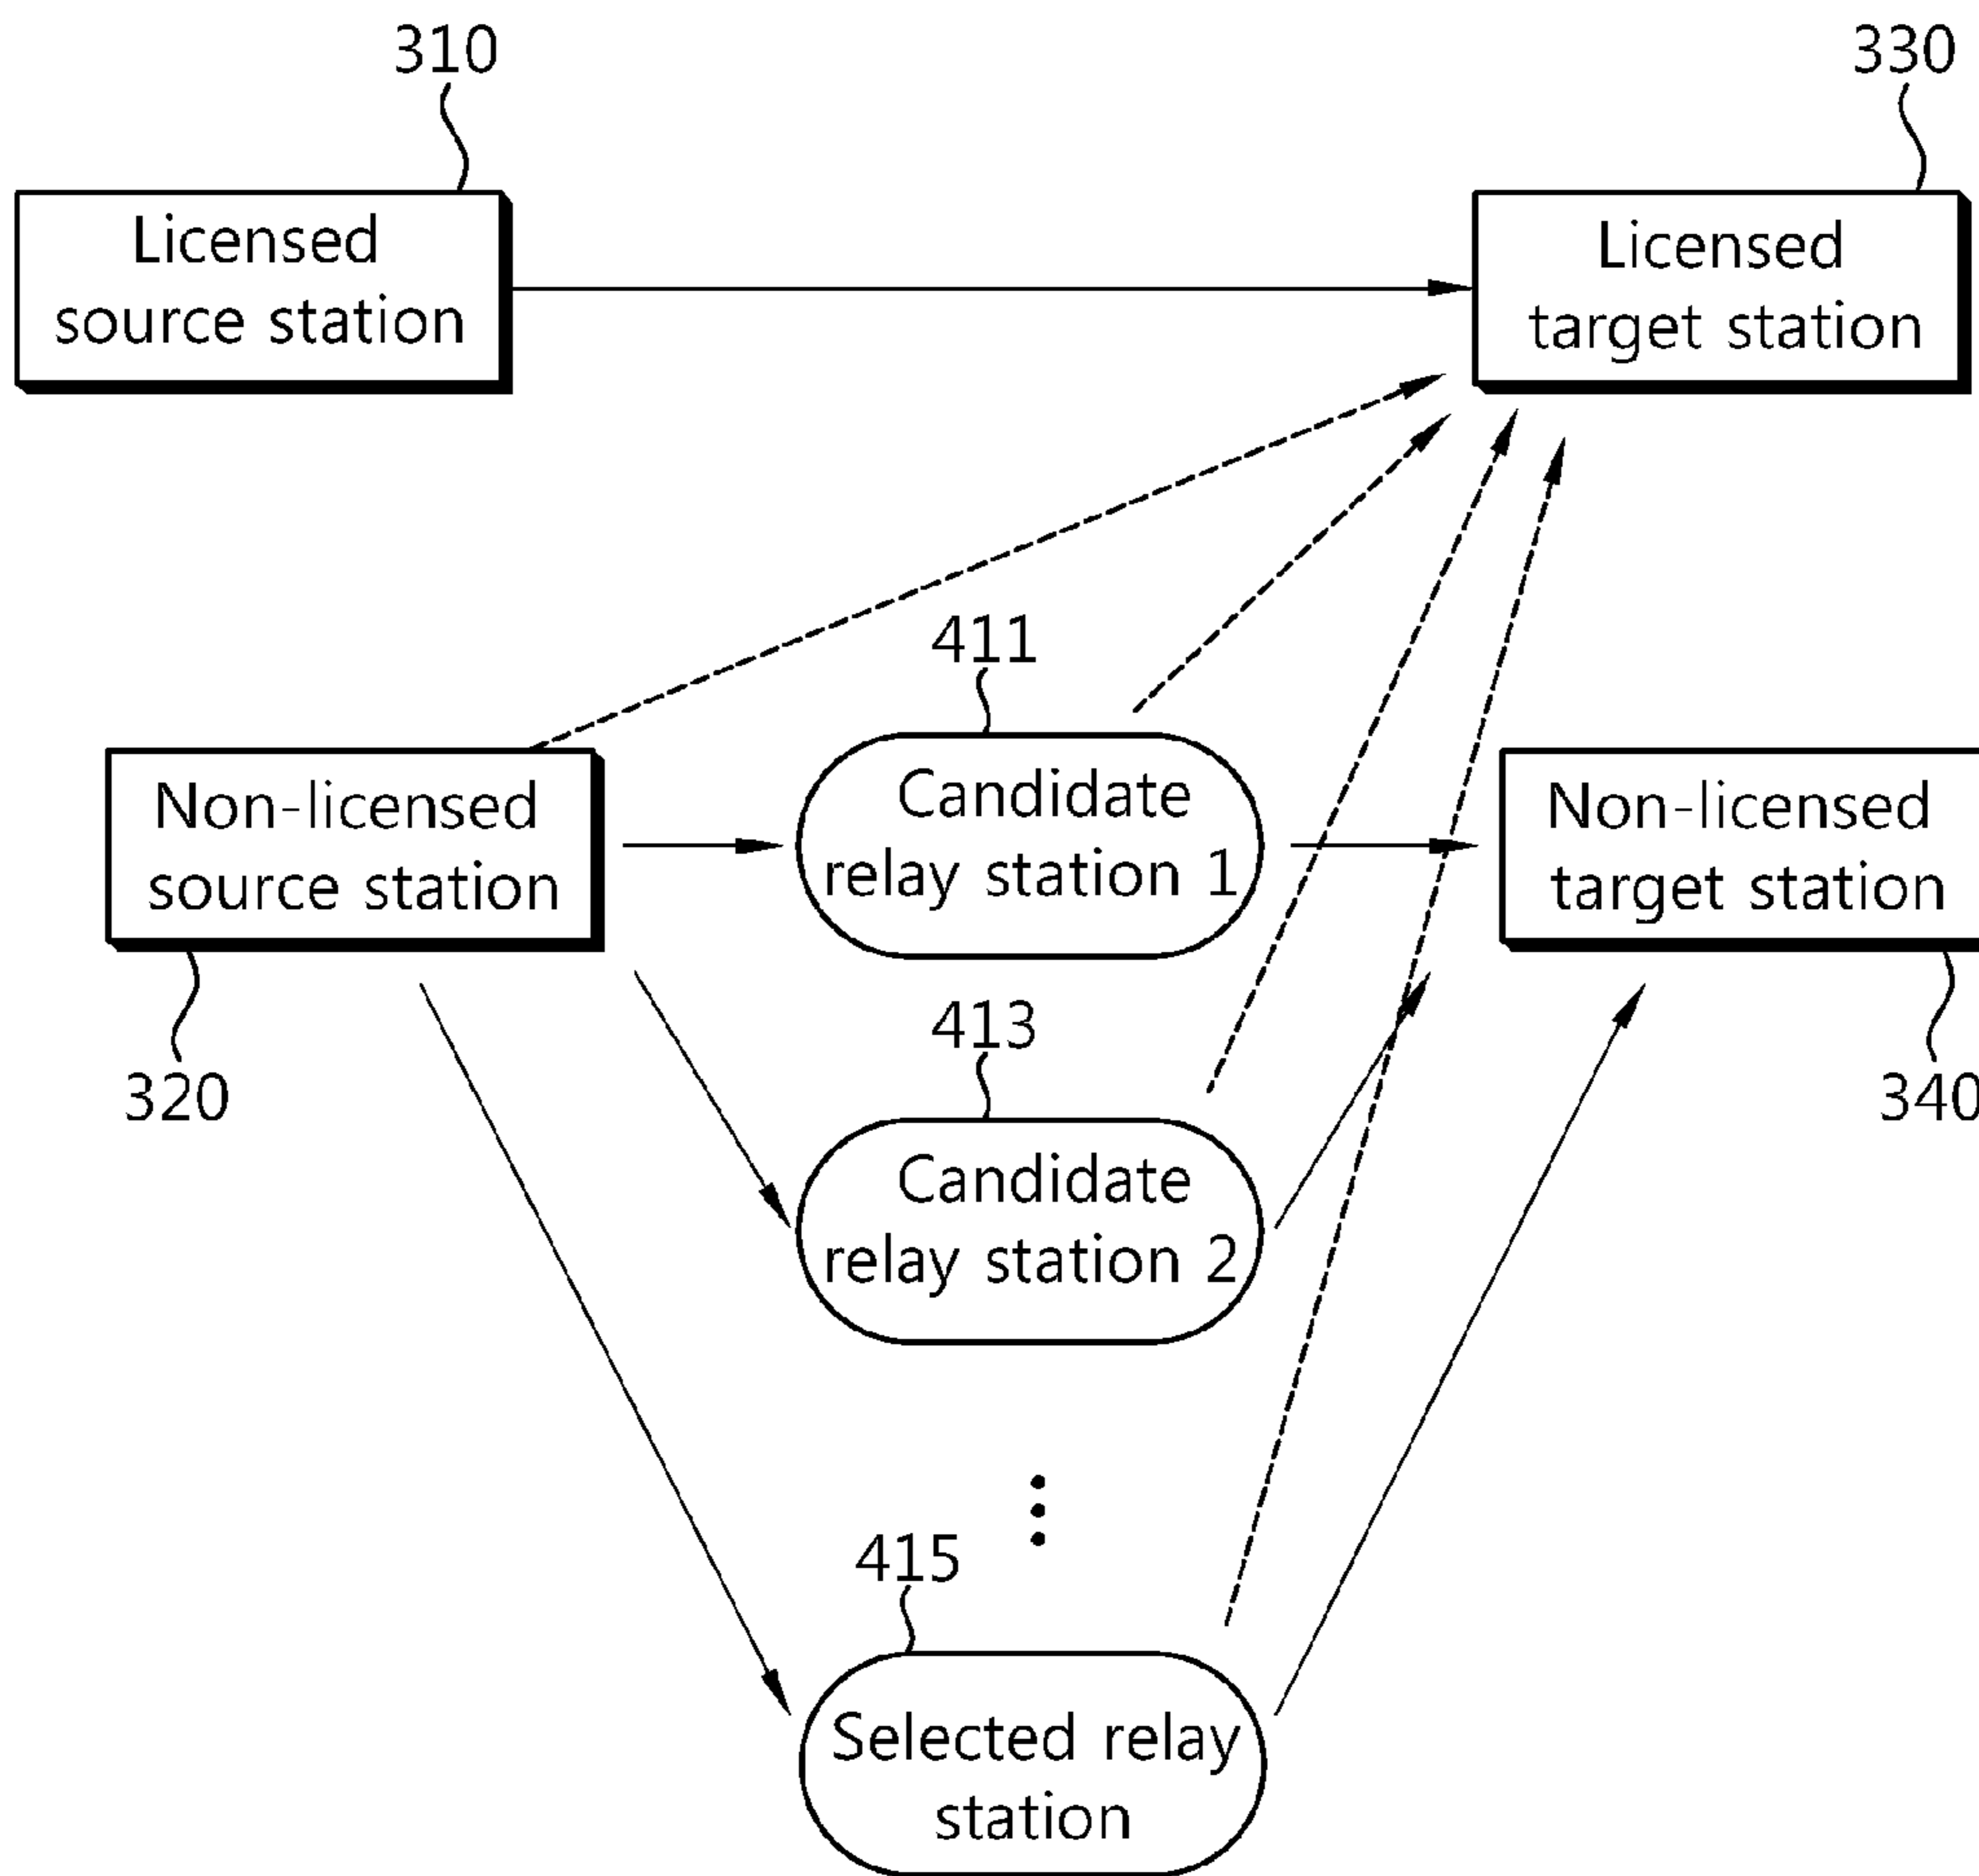 310
330
Licensed
source station
Licensed
target station
411
Non-licensed
source station
Candidate
relay station 1
Non-licensed
target station
413
320
340
Candidate
relay station 2
415
Selected relay
station